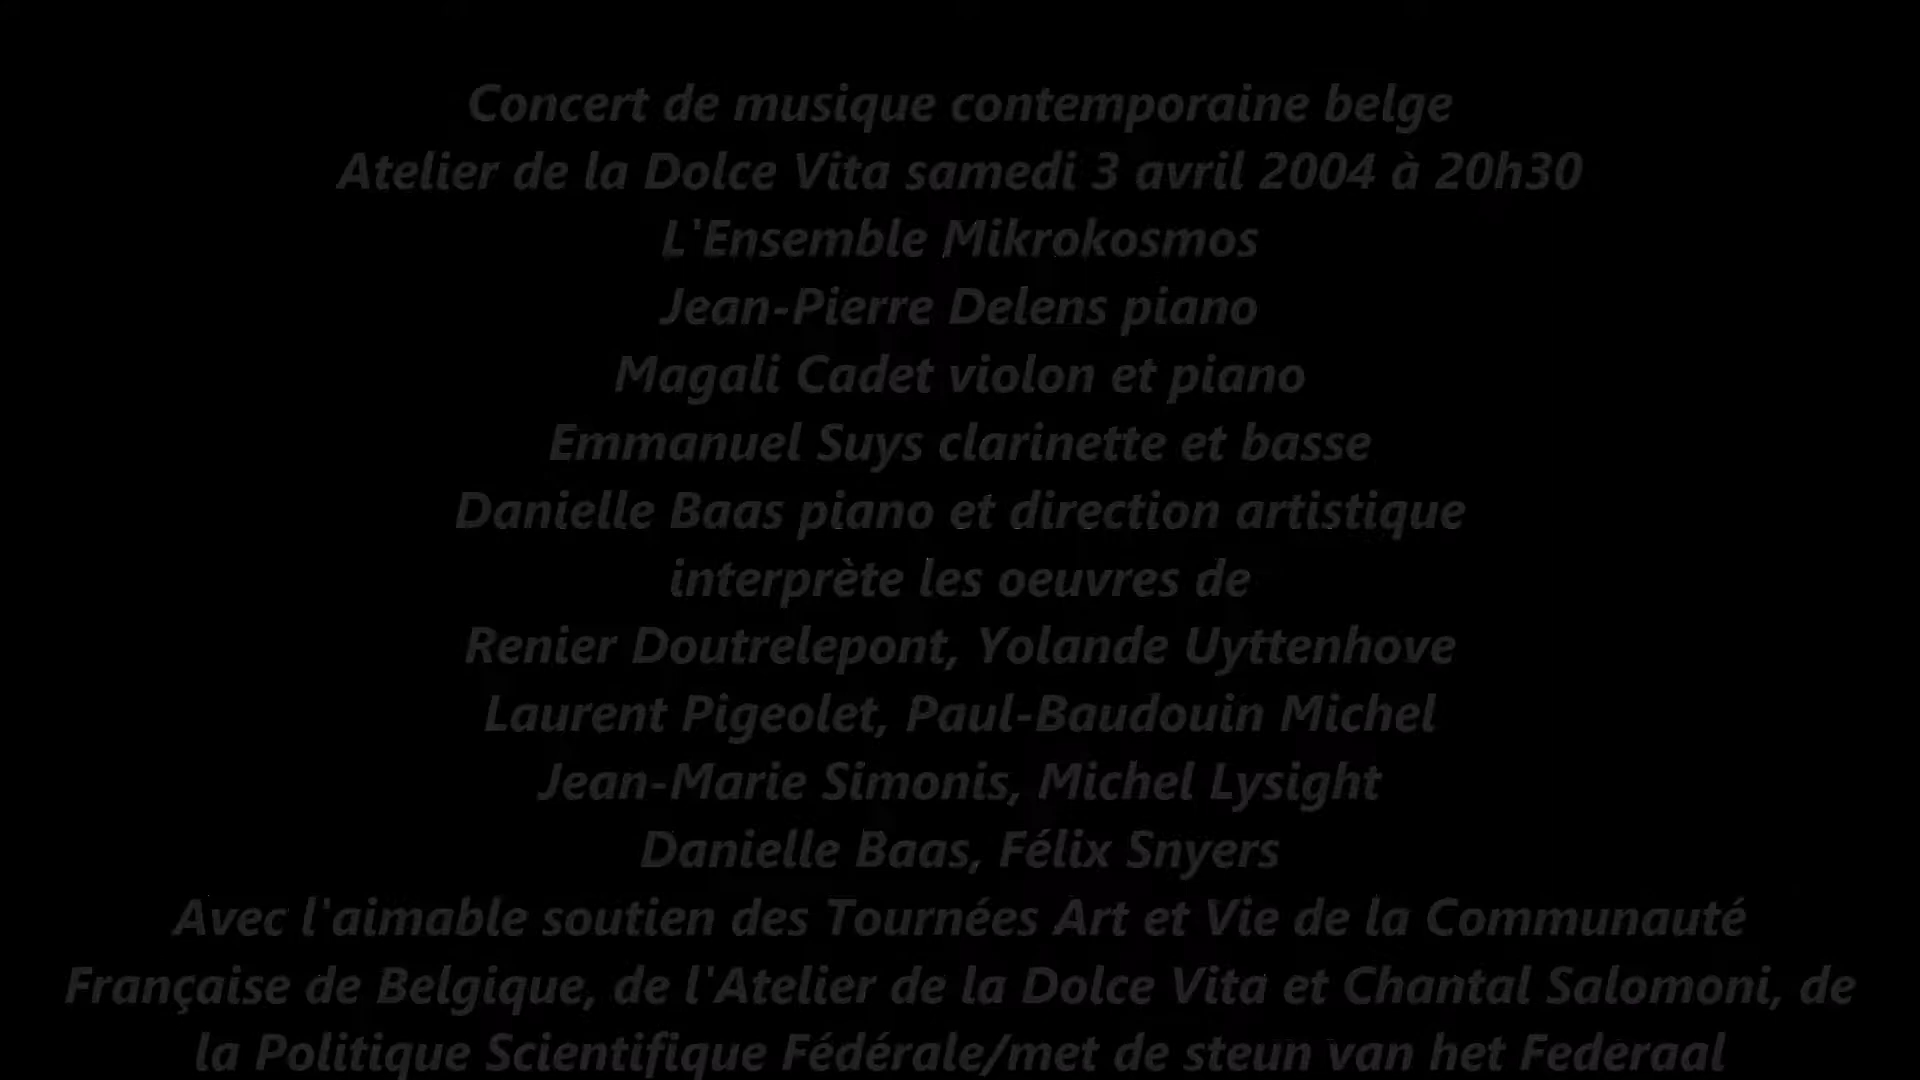 Concert de musique contemporaine belge
Atelier de la Dolce Vita samedi 3 avril 2004 à 20h30
L'Ensemble Mikrokosmos
Jean-Pierre Delens piano
Magali Cadet violon et piano
Emmanuel Suys clarinette et basse
Danielle Baas piano et direction artistique
interprète les oeuvres de
Renier Doutrelepont, Yolande Uyttenhove
Laurent Pigeolet, Paul-Baudouin Michel
Jean-Marie Simonis, Michel Lysight
Danielle Baas, Félix Snyers
Avec l'aimable soutien des Tournées Art et Vie de la Communauté
Française de Belgique, de l'Atelier de la Dolce Vita et Chantal Salomoni, de
la Politique Scientifique Fédérale/met de steun van het Federaal